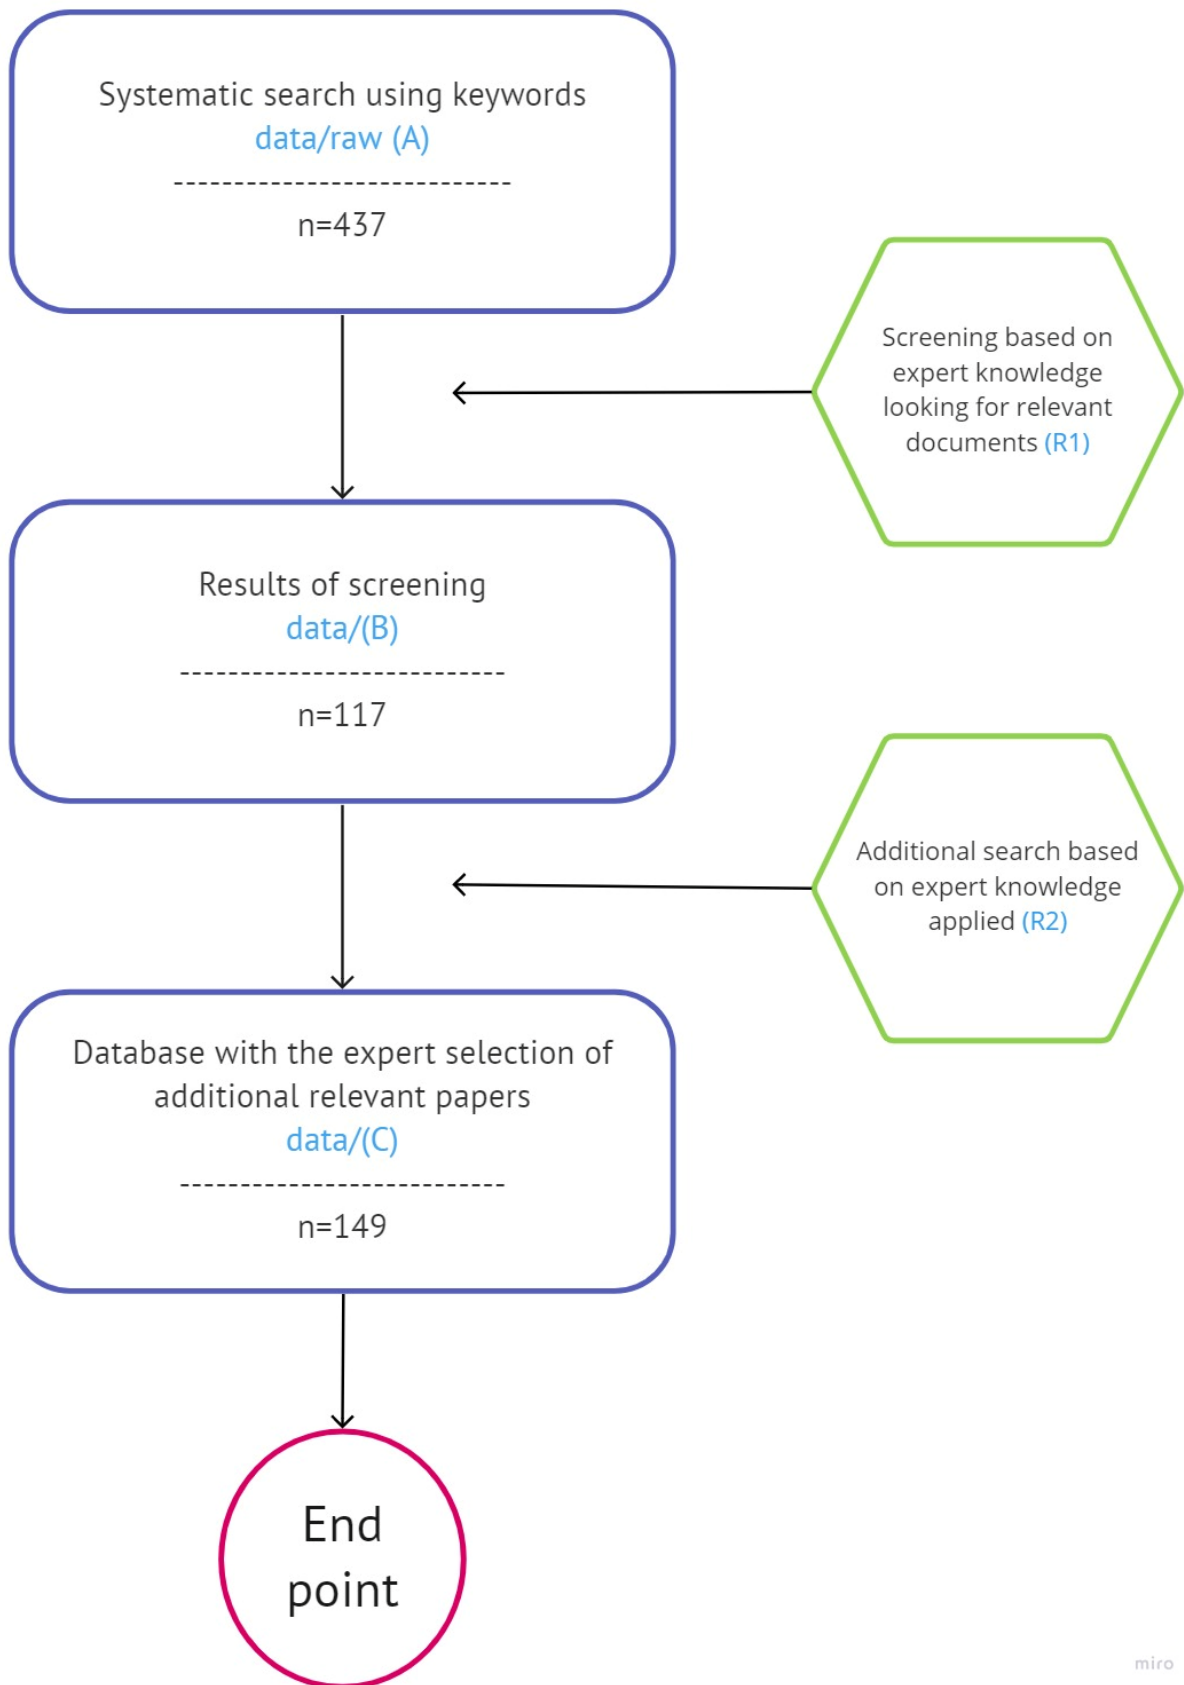 Systematic search using keywords
data/raw (A)
----------------------------
n=437
Screening based on
expert knowledge
looking for relevant
documents (R1)
Results of screening
data/(B)
---------------------------
n=117
Additional search based
on expert knowledge
applied (R2)
Database with the expert selection of
additional relevant papers
data/(C)
---------------------------
n=149
End
point
miro